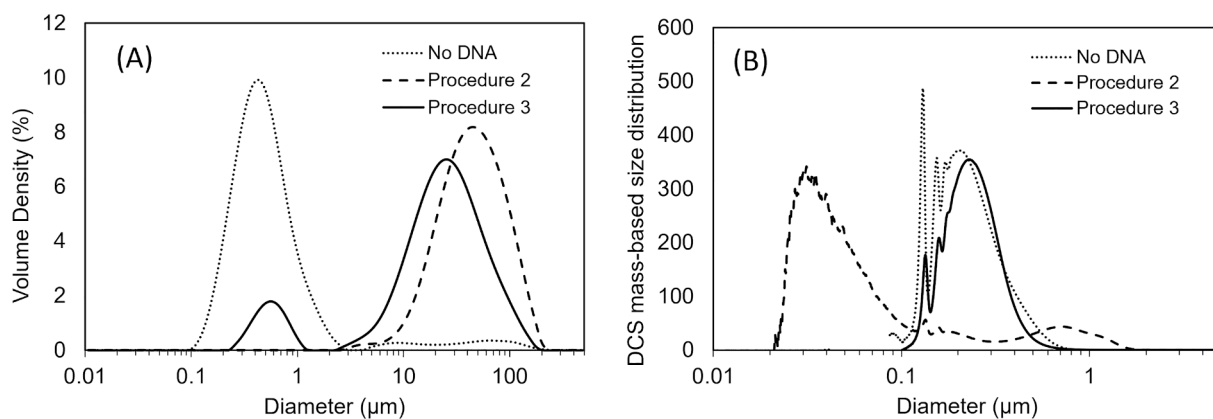 (A)
Volume Density (%)
12
10
8
6
4
2
0
0.01
0.1
1
10
100
Diameter (µm)
No DNA
Procedure 2
Procedure 3
(B)
DCS mass-based size distribution
600
500
400
300
200
100
0
0.01
0.1
1
Diameter (µm)
No DNA
Procedure 2
Procedure 3